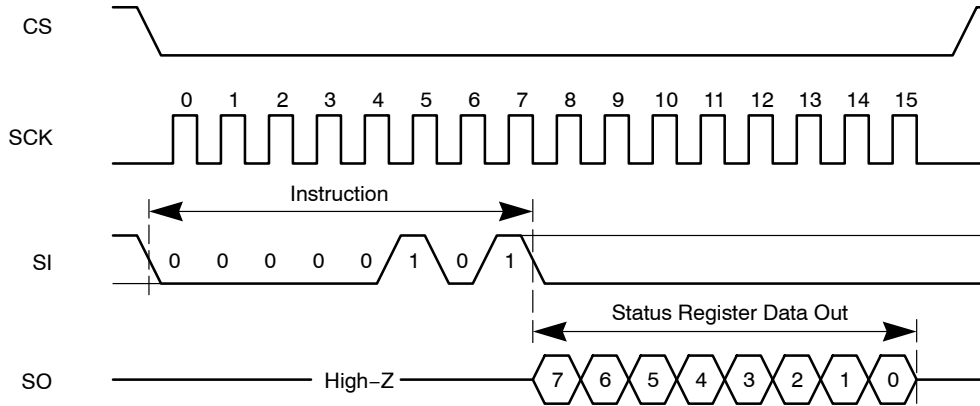 CS
0 1 2 3 4 5 6 7 8 9 10 11 12 13 14 15
SCK
Instruction
SI 0 0 0 0 0 1 0 1
Status Register Data Out
SO High−Z 7 6 5 4 3 2 1 0